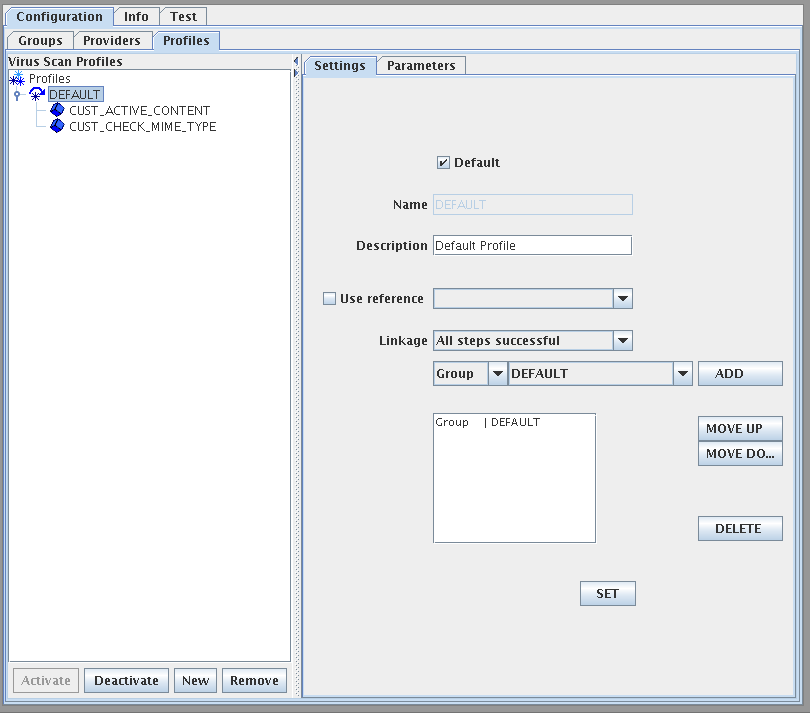 Configuration Info Test
Groups Providers Profiles
Virus Scan Profiles
Profiles
DEFAULT
CUST_ACTIVE_CONTENT
CUST_CHECK_MIME_TYPE
Activate Deactivate New Remove
Settings Parameters
Default
Name DEFAULT
Description Default Profile
Use reference
Linkage All steps successful
Group DEFAULT ADD
Group | DEFAULT
MOVE UP
MOVE DO...
DELETE
SET